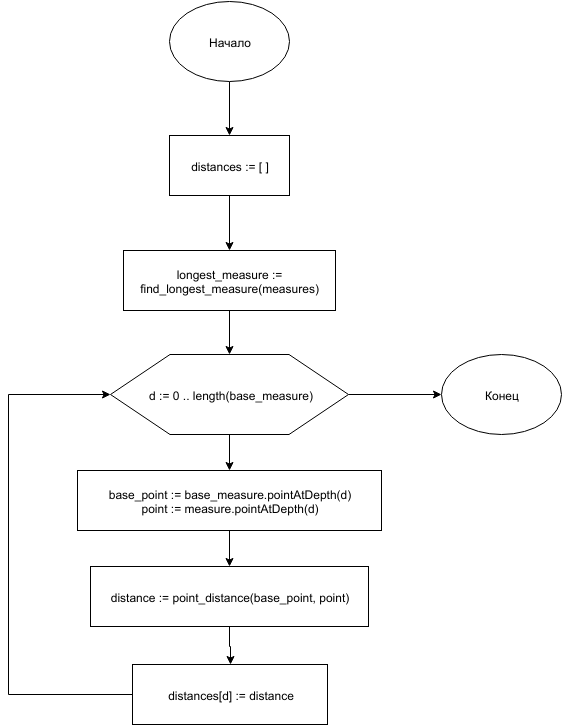 Начало
distances := [ ]
longest_measure :=
find_longest_measure(measures)
d := 0 .. length(base_measure)
Конец
base_point := base_measure.pointAtDepth(d)
point := measure.pointAtDepth(d)
distance := point_distance(base_point, point)
distances[d] := distance